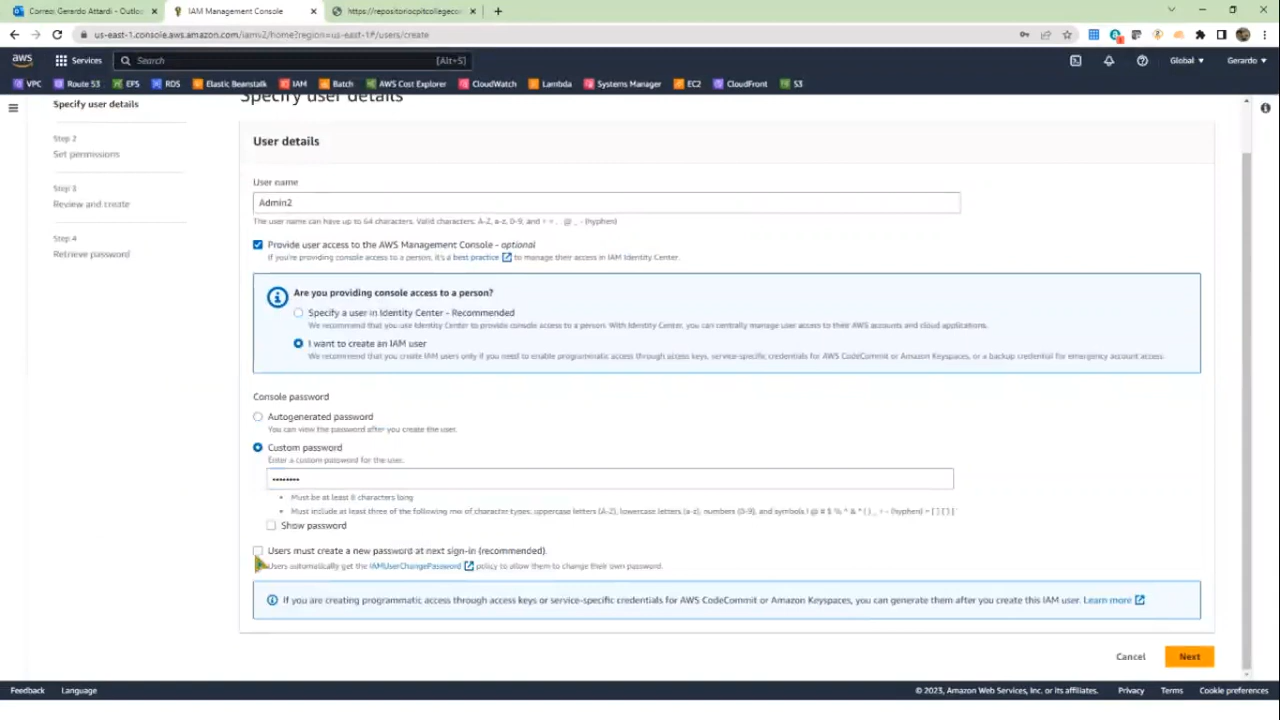 Correo: Gerardo Attardi - Outlo
IAM Management Console
https://repositoriocpitcollegecc
us-east-1.console.aws.amazon.com/iamv2/home?region=us-east-1#/users/create
aws
Services
Search
[Alt+S]
Global
Gerardo
VPC
Route 53
EFS
RDS
Elastic Beanstalk
IAM
Batch
AWS Cost Explorer
CloudWatch
Lambda
Systems Manager
EC2
CloudFront
S3
Specify user details
Step 2
Set permissions
Step 3
Review and create
Step 4
Retrieve password
Specify user details
User details
User name
Admin2
The user name can have up to 64 characters. Valid characters: A-Z, a-z, 0-9, and + = , . @ _ - (hyphen)
Provide user access to the AWS Management Console - optional
If you're providing console access to a person, it's a best practice to manage their access in IAM Identity Center.
Are you providing console access to a person?
Specify a user in Identity Center - Recommended
We recommend that you use Identity Center to provide console access to a person. With Identity Center, you can centrally manage user access to their AWS accounts and cloud applications.
I want to create an IAM user
We recommend that you create IAM users only if you need to enable programmatic access through access keys, service-specific credentials for AWS CodeCommit or Amazon Keyspaces, or a backup credential for emergency account access.
Console password
Autogenerated password
You can view the password after you create the user.
Custom password
Enter a custom password for the user.
••••••••
• Must be at least 8 characters long
• Must include at least three of the following mix of character types: uppercase letters (A-Z), lowercase letters (a-z), numbers (0-9), and symbols ! @ # $ % ^ & * ( ) _ + - (hyphen) = [ ] { } | '
Show password
Users must create a new password at next sign-in (recommended).
Users automatically get the IAMUserChangePassword policy to allow them to change their own password.
If you are creating programmatic access through access keys or service-specific credentials for AWS CodeCommit or Amazon Keyspaces, you can generate them after you create this IAM user. Learn more
Cancel
Next
Feedback
Language
© 2023, Amazon Web Services, Inc. or its affiliates.
Privacy
Terms
Cookie preferences